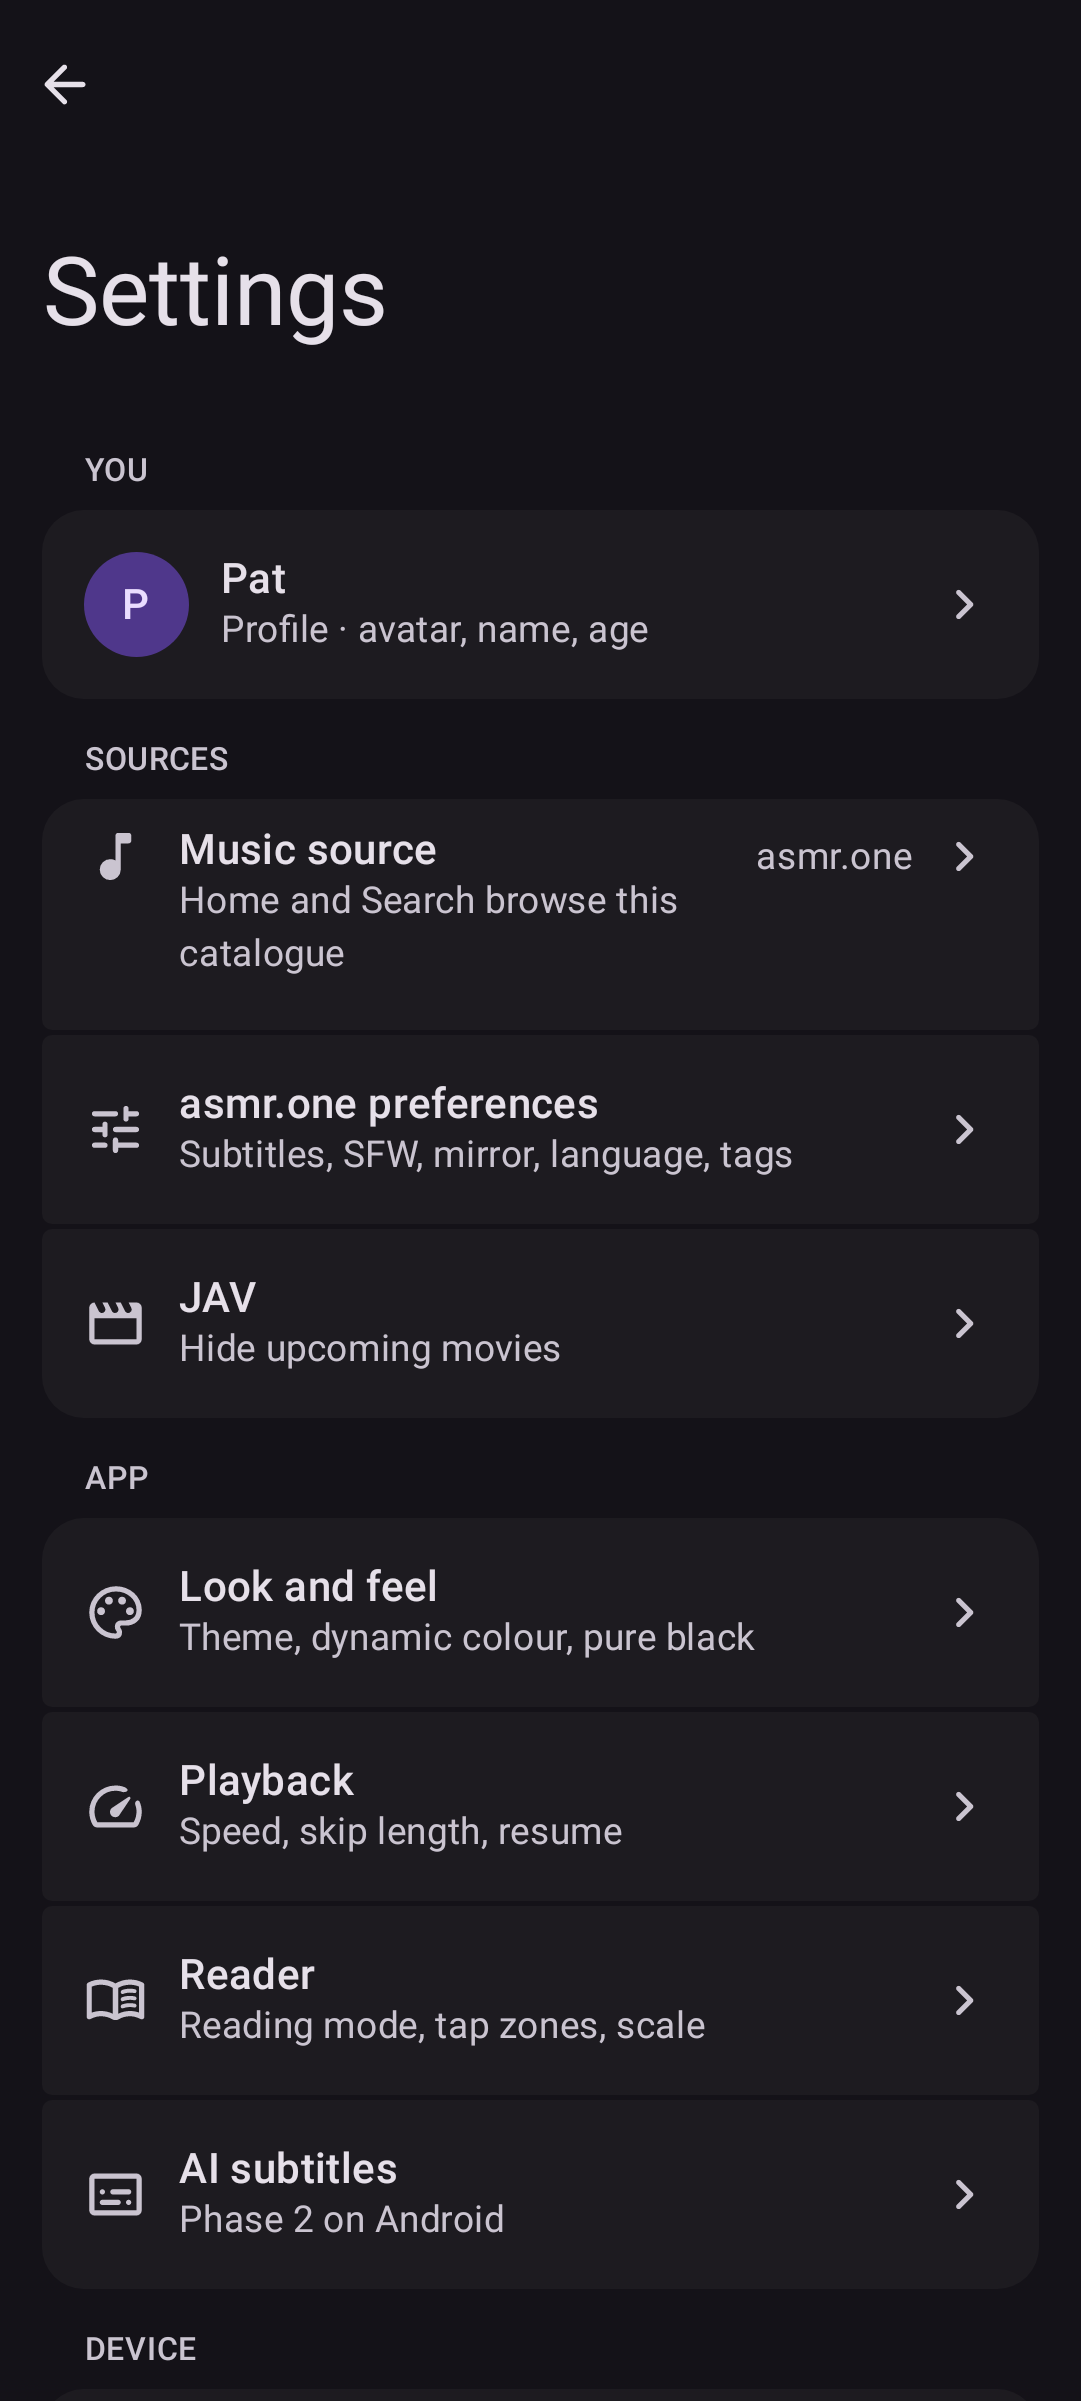 Settings
YOU
P
Pat
Profile · avatar, name, age
SOURCES
Music source
asmr.one
Home and Search browse this
catalogue
asmr.one preferences
Subtitles, SFW, mirror, language, tags
JAV
Hide upcoming movies
APP
Look and feel
Theme, dynamic colour, pure black
Playback
Speed, skip length, resume
Reader
Reading mode, tap zones, scale
AI subtitles
Phase 2 on Android
DEVICE